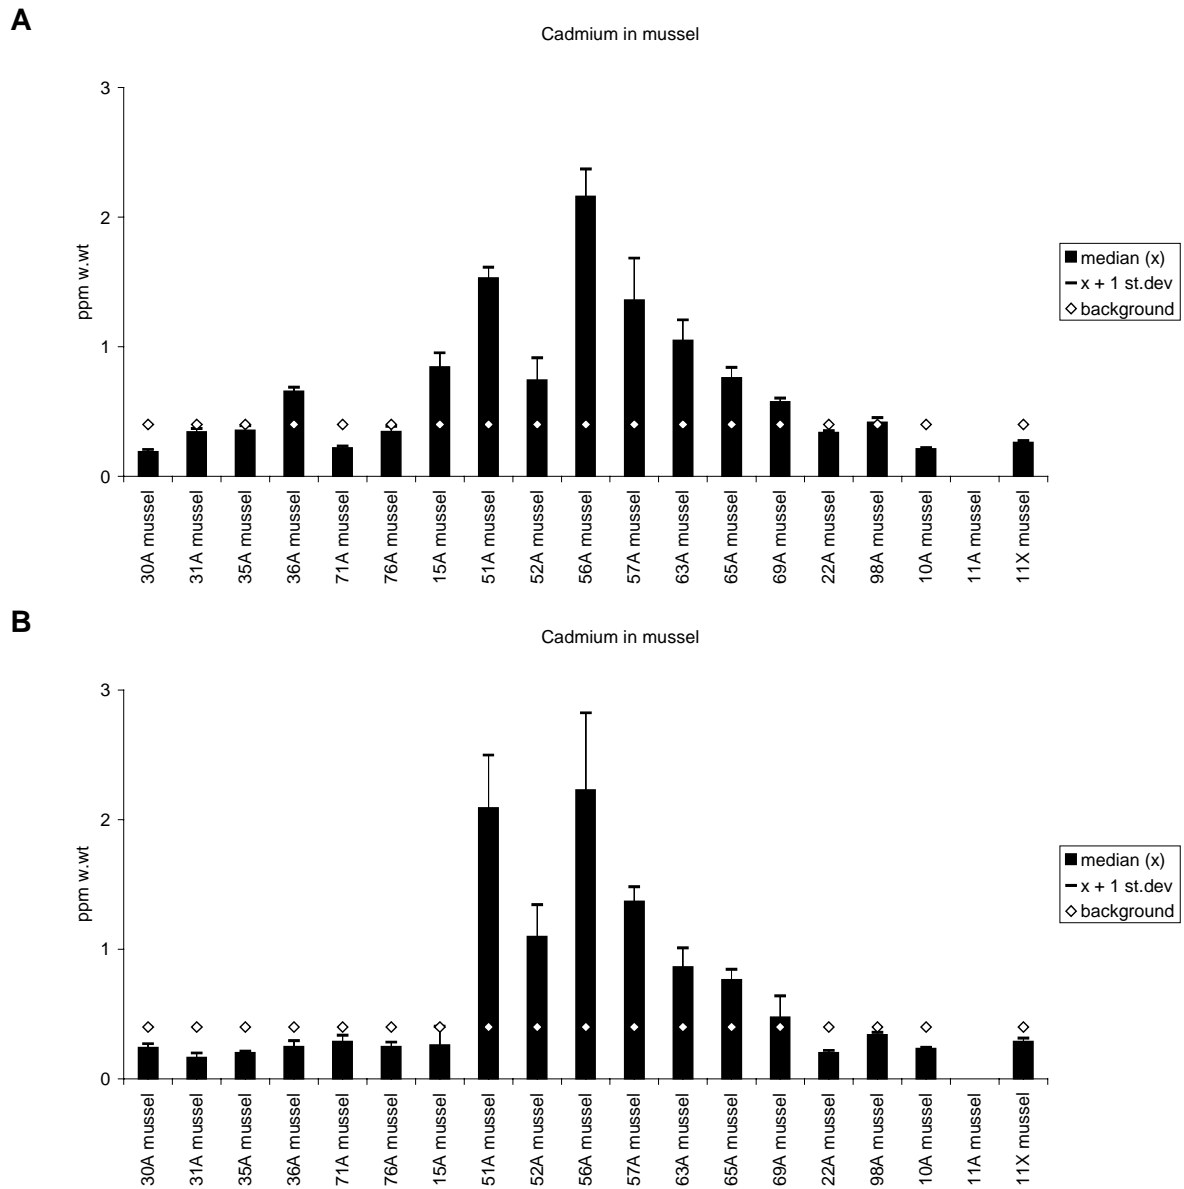 A
Cadmium in mussel
3
2
1
0
ppm w.wt
median (x)
x + 1 st.dev
background
30A mussel
31A mussel
35A mussel
36A mussel
71A mussel
76A mussel
15A mussel
51A mussel
52A mussel
56A mussel
57A mussel
63A mussel
65A mussel
69A mussel
22A mussel
98A mussel
10A mussel
11A mussel
11X mussel
B
Cadmium in mussel
3
2
1
0
ppm w.wt
median (x)
x + 1 st.dev
background
30A mussel
31A mussel
35A mussel
36A mussel
71A mussel
76A mussel
15A mussel
51A mussel
52A mussel
56A mussel
57A mussel
63A mussel
65A mussel
69A mussel
22A mussel
98A mussel
10A mussel
11A mussel
11X mussel